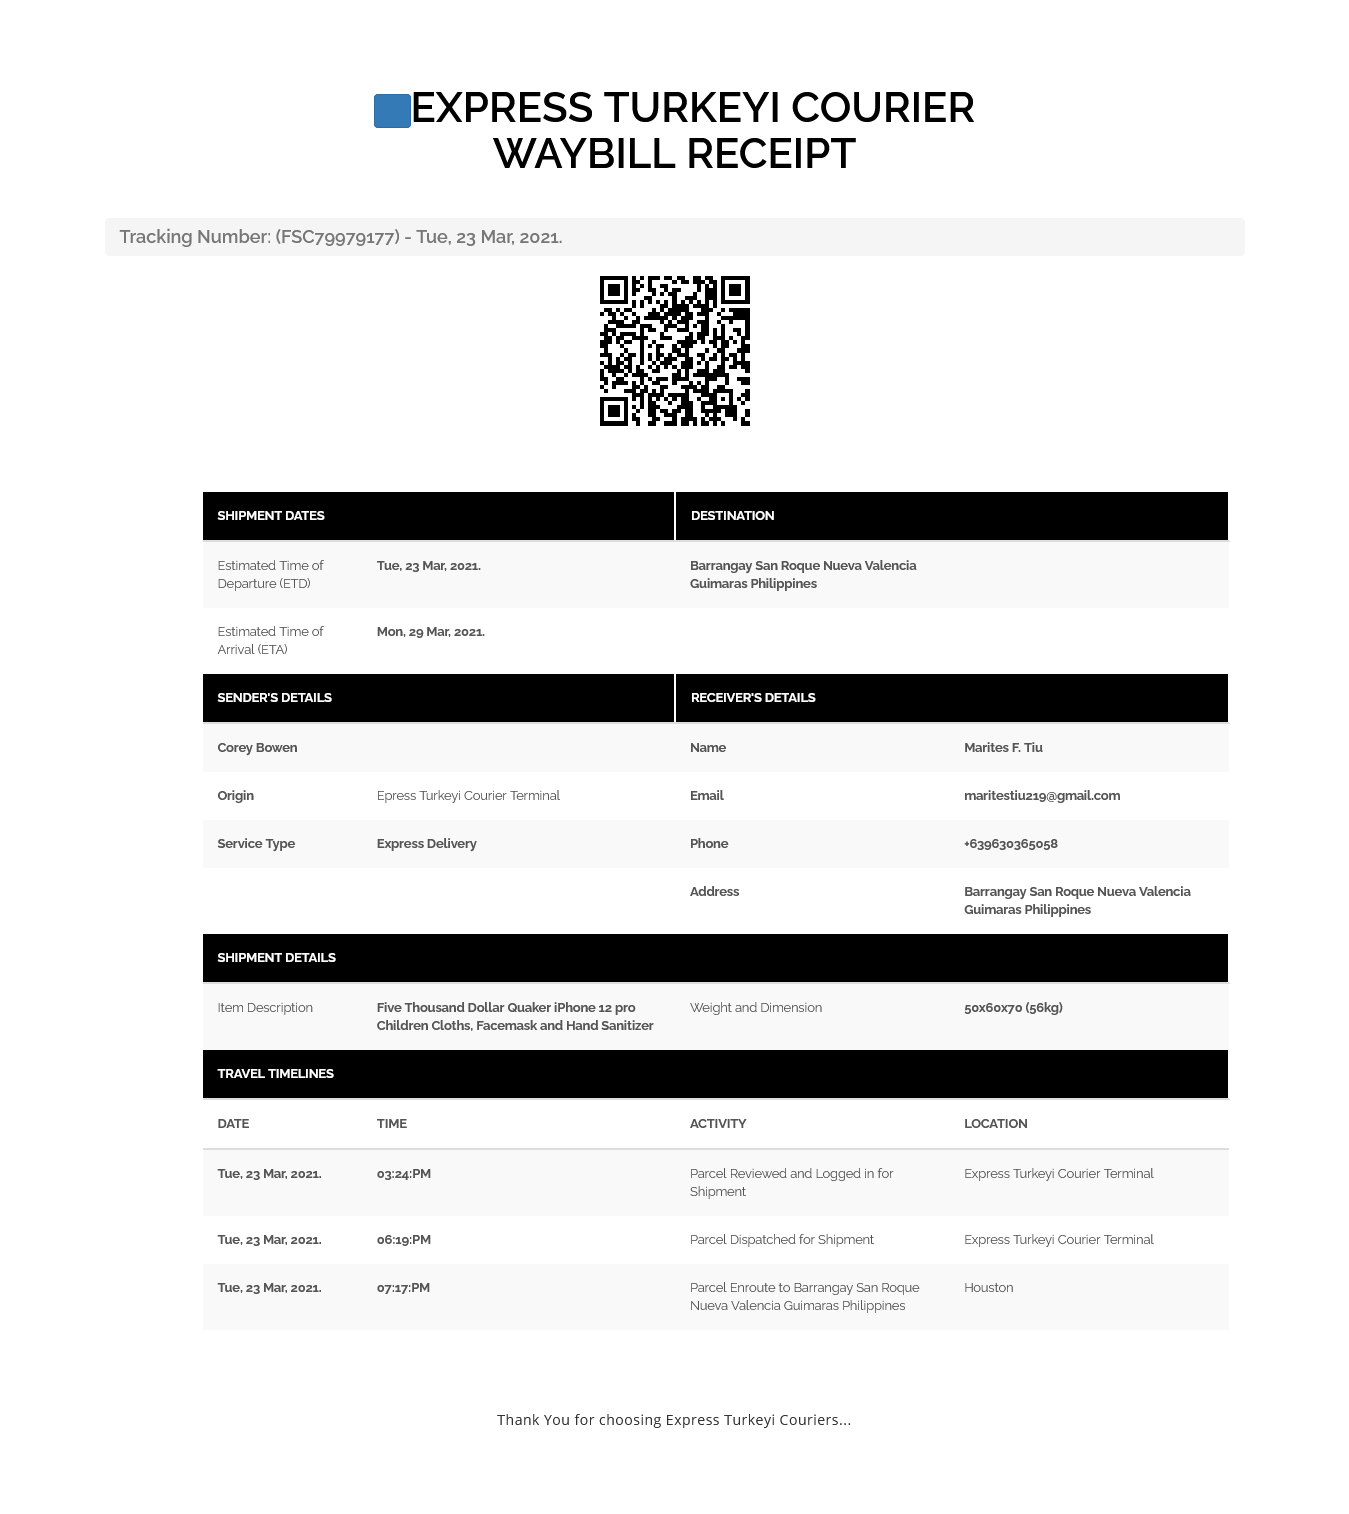 EXPRESS TURKEYI COURIER
WAYBILL RECEIPT
Tracking Number: (FSC79979177) - Tue, 23 Mar, 2021.
SHIPMENT DATES DESTINATION
Estimated Time of Departure (ETD) Tue, 23 Mar, 2021. Barrangay San Roque Nueva Valencia Guimaras Philippines
Estimated Time of Arrival (ETA) Mon, 29 Mar, 2021.
SENDER'S DETAILS RECEIVER'S DETAILS
Corey Bowen Name Marites F. Tiu
Origin Epress Turkeyi Courier Terminal Email maritestiu219@gmail.com
Service Type Express Delivery Phone +639630365058
Address Barrangay San Roque Nueva Valencia Guimaras Philippines
SHIPMENT DETAILS
Item Description Five Thousand Dollar Quaker iPhone 12 pro Children Cloths, Facemask and Hand Sanitizer Weight and Dimension 50x60x70 (56kg)
TRAVEL TIMELINES
DATE TIME ACTIVITY LOCATION
Tue, 23 Mar, 2021. 03:24:PM Parcel Reviewed and Logged in for Shipment Express Turkeyi Courier Terminal
Tue, 23 Mar, 2021. 06:19:PM Parcel Dispatched for Shipment Express Turkeyi Courier Terminal
Tue, 23 Mar, 2021. 07:17:PM Parcel Enroute to Barrangay San Roque Nueva Valencia Guimaras Philippines Houston
Thank You for choosing Express Turkeyi Couriers...